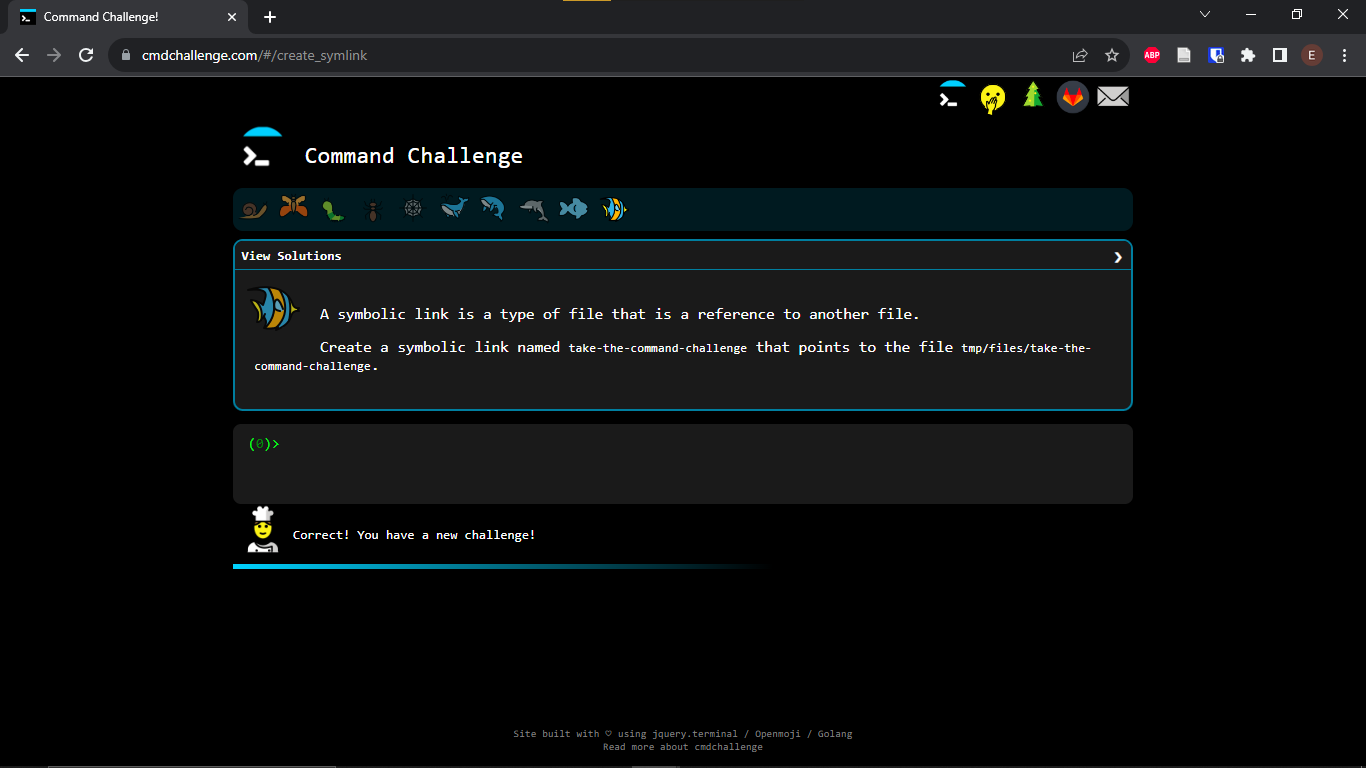 Command Challenge!
cmdchallenge.com/#/create_symlink
ABP
E
Command Challenge
View Solutions
A symbolic link is a type of file that is a reference to another file.
Create a symbolic link named take-the-command-challenge that points to the file tmp/files/take-the-
command-challenge.
(0)>
Correct! You have a new challenge!
Site built with ♡ using jquery.terminal / Openmoji / Golang
Read more about cmdchallenge